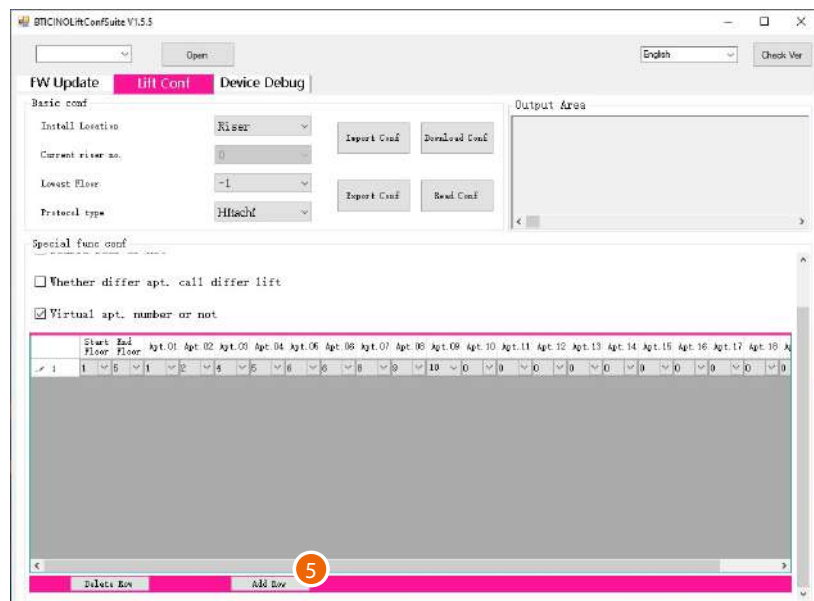 BTICINOLiftConfSuite V1.5.5
Open
English
Check Ver
FW Update
Lift Conf
Device Debug
Basic conf
Install Location
Riser
Current riser no.
0
Lowest Floor
-1
Protocol type
Hitachi
Import Conf
Download Conf
Export Conf
Read Conf
Output Area
Special func conf
Whether differ apt. call differ lift
Virtual apt. number or not
Start Floor End Floor Apt.01 Apt.02 Apt.03 Apt.04 Apt.05 Apt.06 Apt.07 Apt.08 Apt.09 Apt.10 Apt.11 Apt.12 Apt.13 Apt.14 Apt.15 Apt.16 Apt.17 Apt.18
1 1 5 1 2 4 5 6 6 8 9 10 0 0 0 0 0 0 0 0 0
Delete Row
Add Row
5